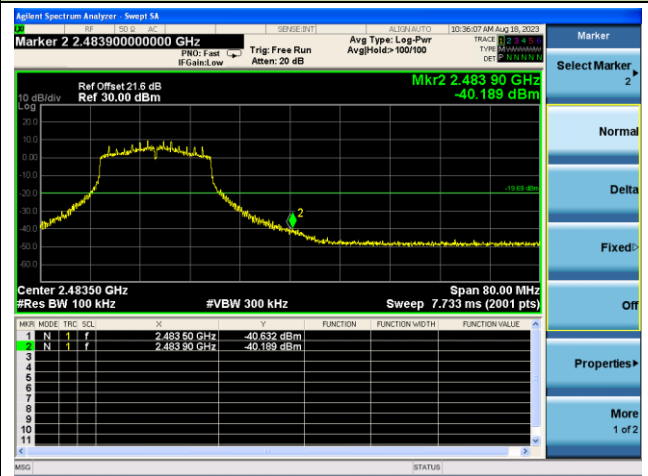 Agilent Spectrum Analyzer - Swept SA
RF 50 Ω AC SENSE:INT ALIGNAUTO 10:36:07 AM Aug 18, 2023
Marker 2 2.483900000000 GHz
PNO: Fast
IFGain:Low
Trig: Free Run
Atten: 20 dB
Avg Type: Log-Pwr
Avg|Hold:>100/100
TRACE 1 2 3 4 5 6
TYPE M
DET P N N N N N
Ref Offset 21.6 dB
10 dB/div Ref 30.00 dBm
Log
Mkr2 2.483 90 GHz
-40.189 dBm
20.0
10.0
0.00
-10.0
-20.0
-30.0
-40.0
-50.0
-60.0
2
Center 2.48350 GHz
Span 80.00 MHz
#Res BW 100 kHz
#VBW 300 kHz
Sweep 7.733 ms (2001 pts)
MKR MODE TRC SCL X Y FUNCTION FUNCTION WIDTH FUNCTION VALUE
1 N 1 f 2.483 50 GHz -40.632 dBm
2 N 1 f 2.483 90 GHz -40.189 dBm
3
4
5
6
7
8
9
10
11
MSG
STATUS
Marker
Select Marker
2
Normal
Delta
Fixed
Off
Properties
More
1 of 2